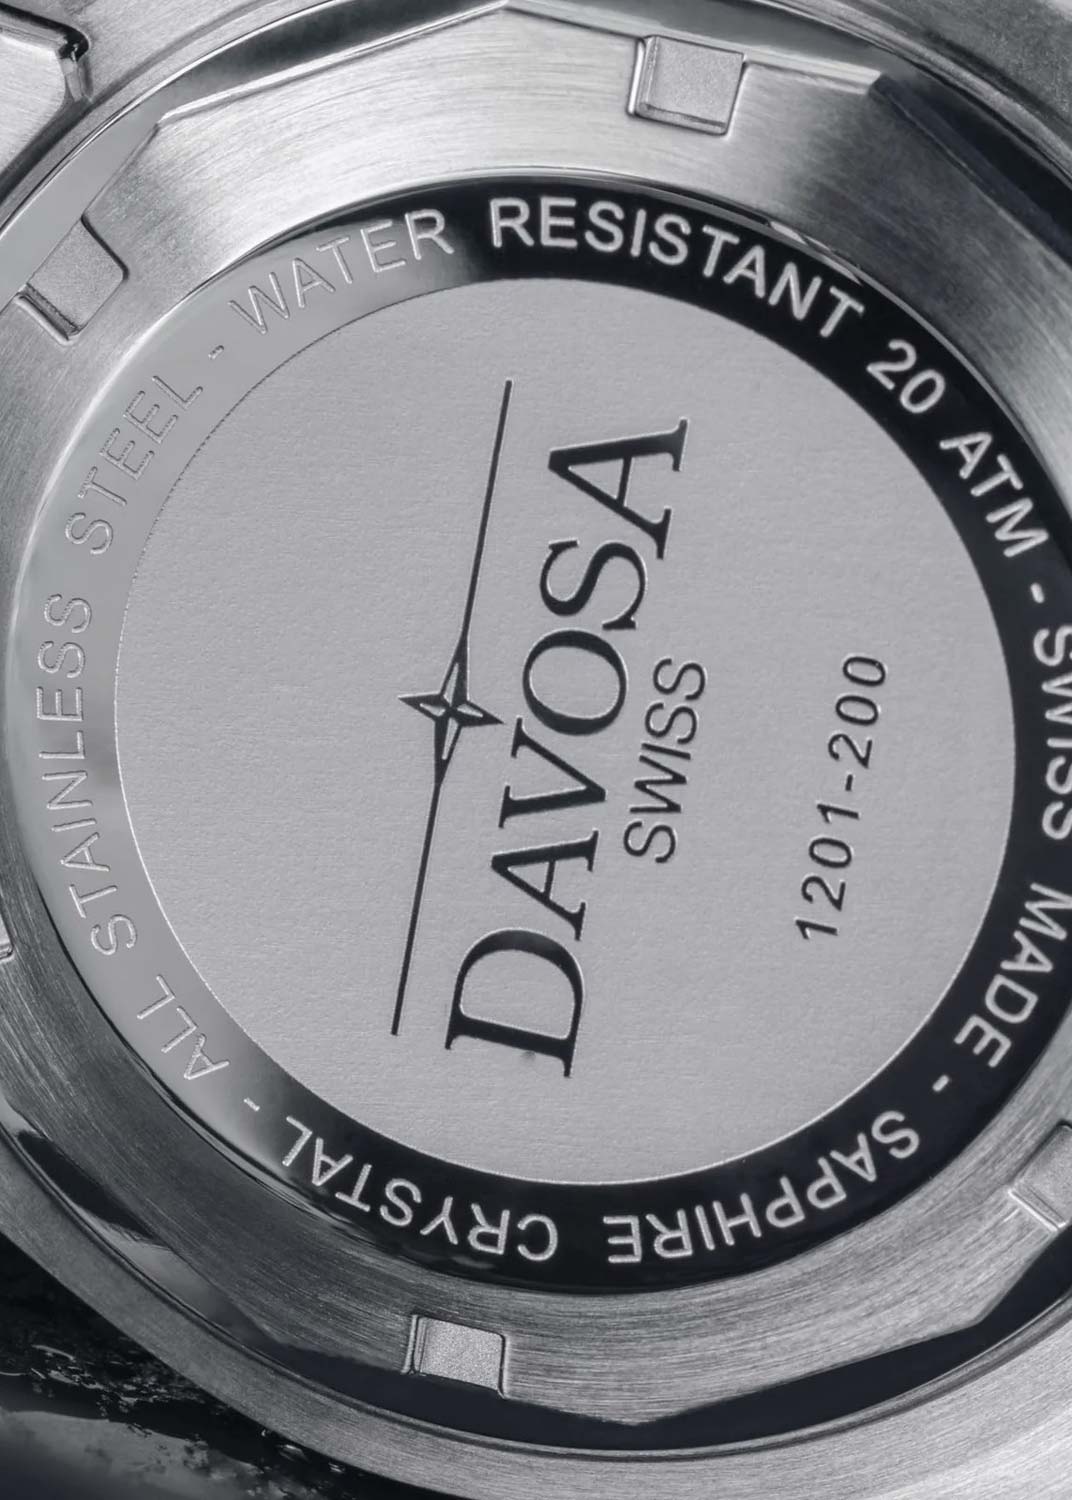 DAVOSA
SWISS
1201-200
ALL STAINLESS STEEL - WATER RESISTANT 20 ATM - SWISS MADE - SAPPHIRE CRYSTAL -